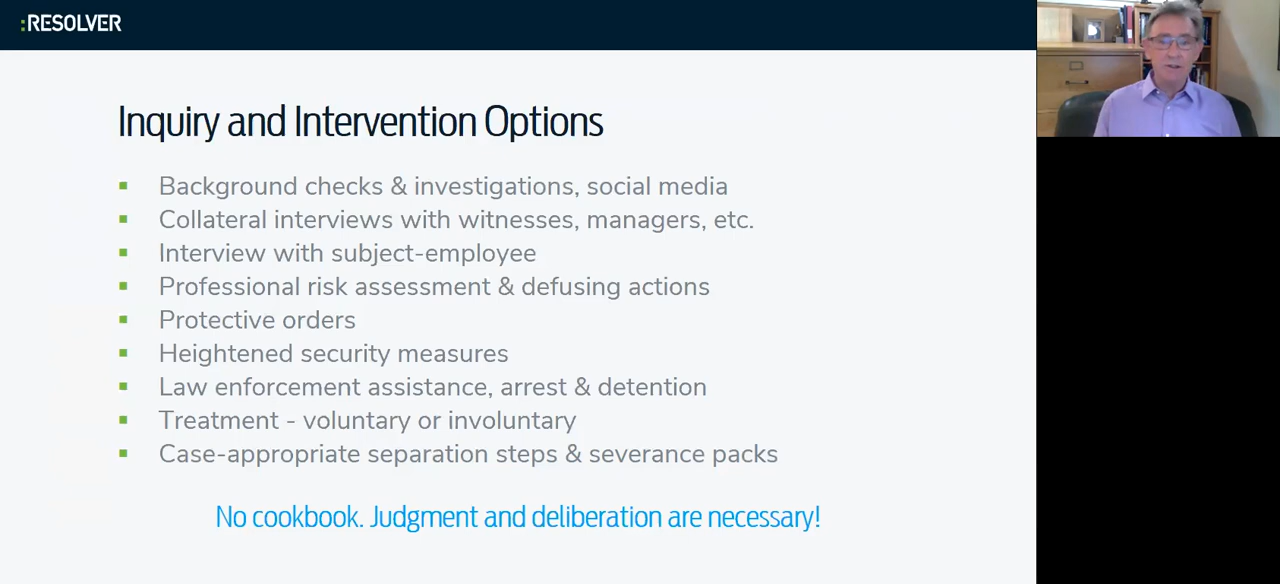 :RESOLVER
Inquiry and Intervention Options
▪ Background checks & investigations, social media
▪ Collateral interviews with witnesses, managers, etc.
▪ Interview with subject-employee
▪ Professional risk assessment & defusing actions
▪ Protective orders
▪ Heightened security measures
▪ Law enforcement assistance, arrest & detention
▪ Treatment - voluntary or involuntary
▪ Case-appropriate separation steps & severance packs
No cookbook. Judgment and deliberation are necessary!